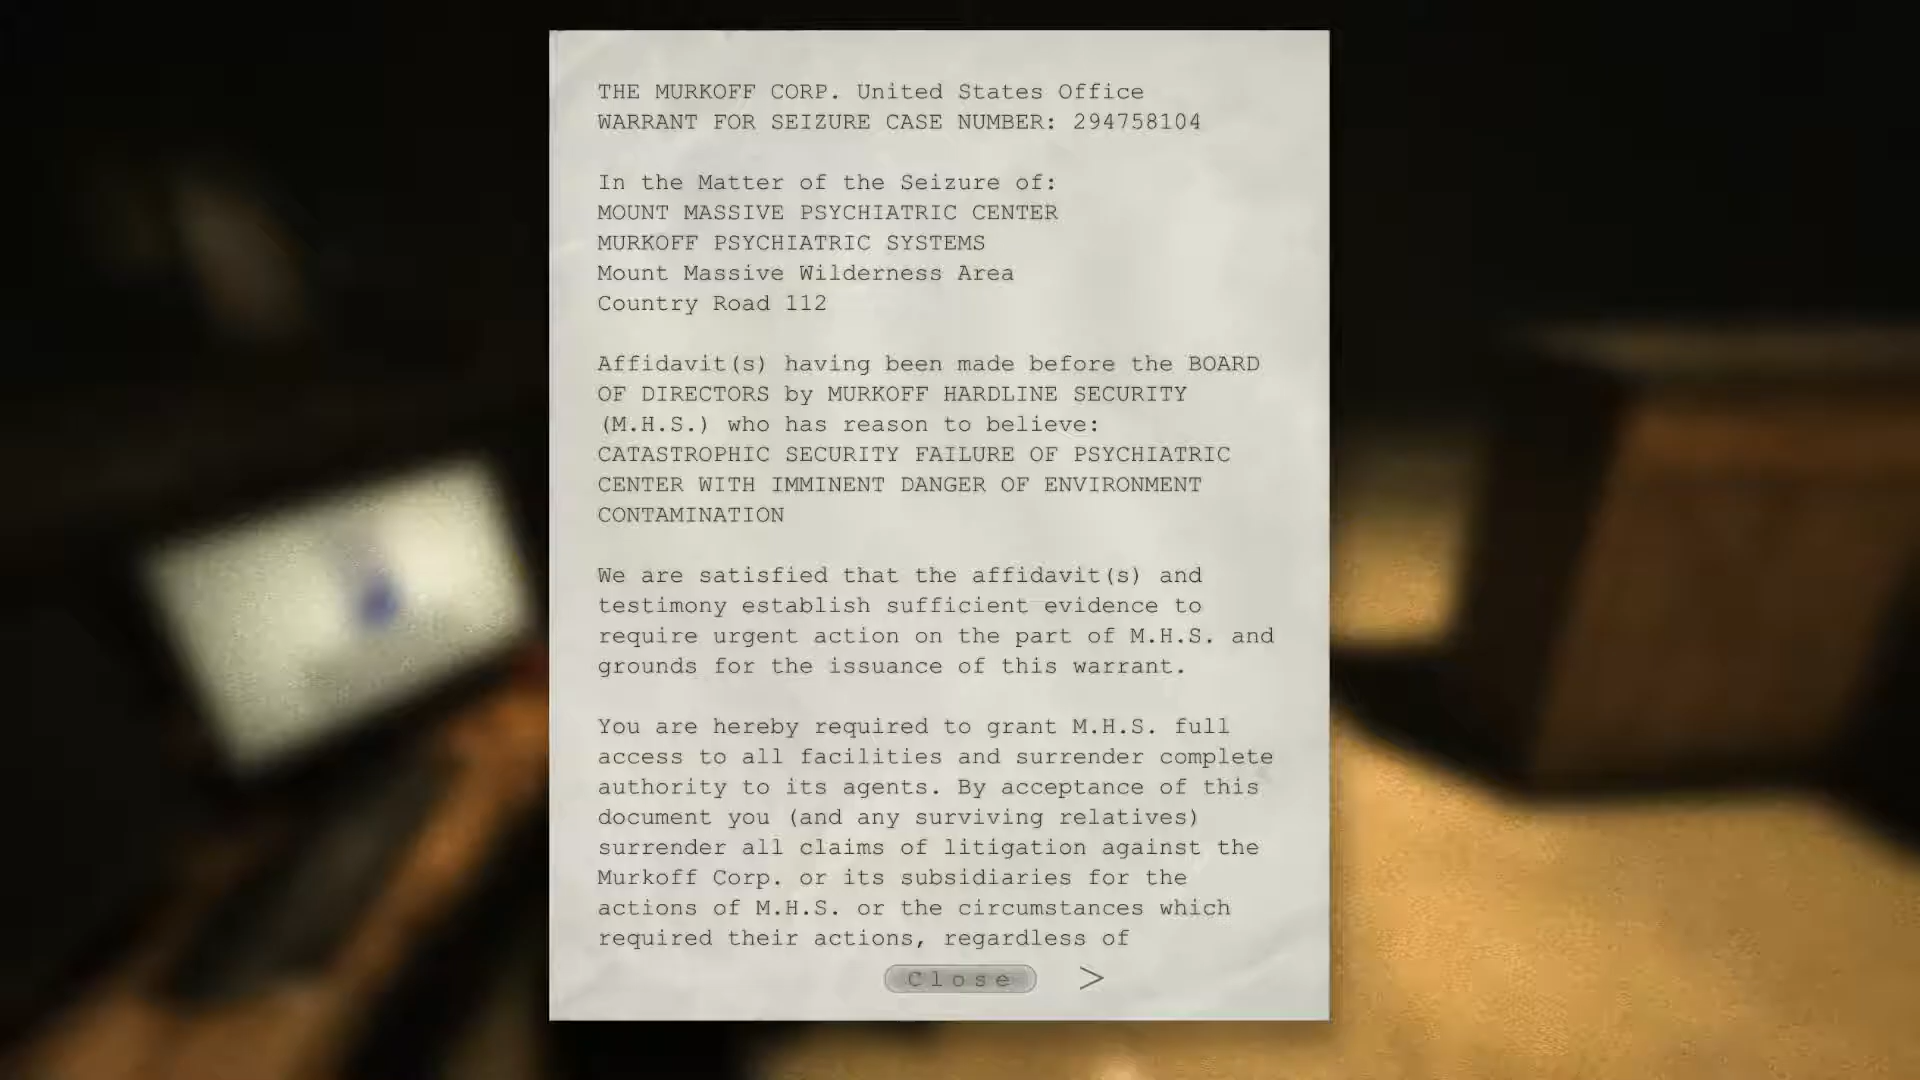 THE MURKOFF CORP. United States Office
WARRANT FOR SEIZURE CASE NUMBER: 294758104
In the Matter of the Seizure of:
MOUNT MASSIVE PSYCHIATRIC CENTER
MURKOFF PSYCHIATRIC SYSTEMS
Mount Massive Wilderness Area
Country Road 112
Affidavit(s) having been made before the BOARD
OF DIRECTORS by MURKOFF HARDLINE SECURITY
(M.H.S.) who has reason to believe:
CATASTROPHIC SECURITY FAILURE OF PSYCHIATRIC
CENTER WITH IMMINENT DANGER OF ENVIRONMENT
CONTAMINATION
We are satisfied that the affidavit(s) and
testimony establish sufficient evidence to
require urgent action on the part of M.H.S. and
grounds for the issuance of this warrant.
You are hereby required to grant M.H.S. full
access to all facilities and surrender complete
authority to its agents. By acceptance of this
document you (and any surviving relatives)
surrender all claims of litigation against the
Murkoff Corp. or its subsidiaries for the
actions of M.H.S. or the circumstances which
required their actions, regardless of
Close >